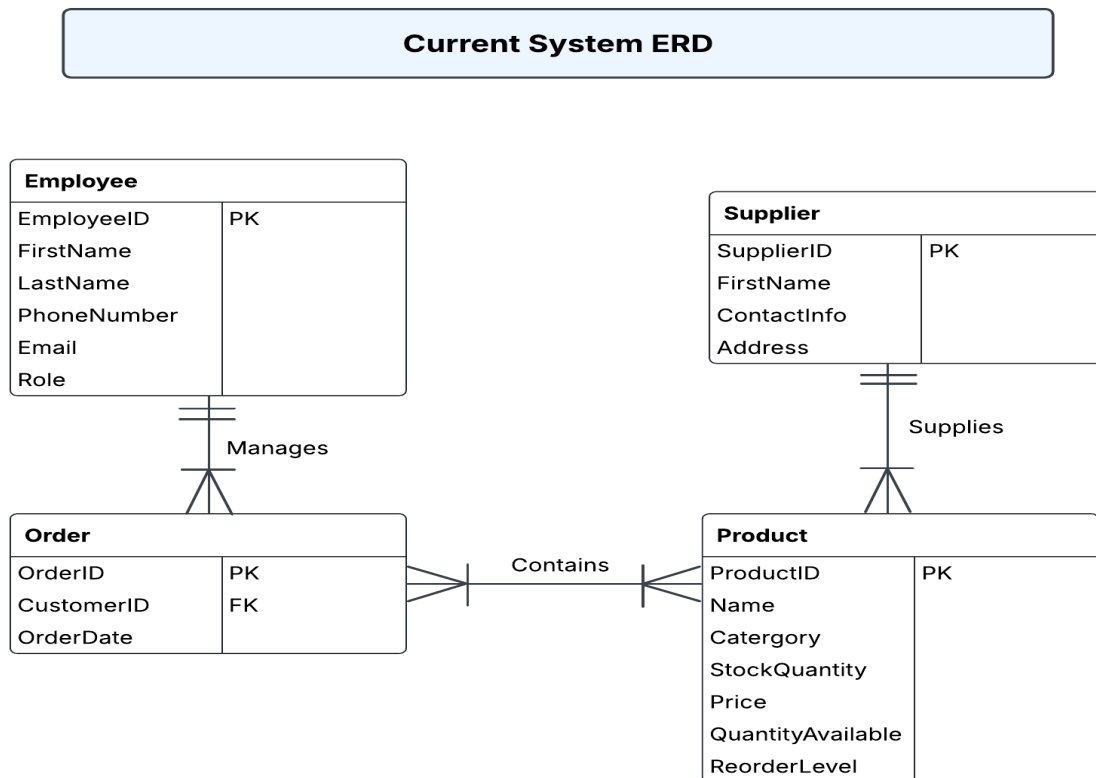 Current System ERD
Employee
EmployeeID PK
FirstName
LastName
PhoneNumber
Email
Role
Manages
Supplier
SupplierID PK
FirstName
ContactInfo
Address
Supplies
Order
OrderID PK
CustomerID FK
OrderDate
Contains
Product
ProductID PK
Name
Catergory
StockQuantity
Price
QuantityAvailable
ReorderLevel